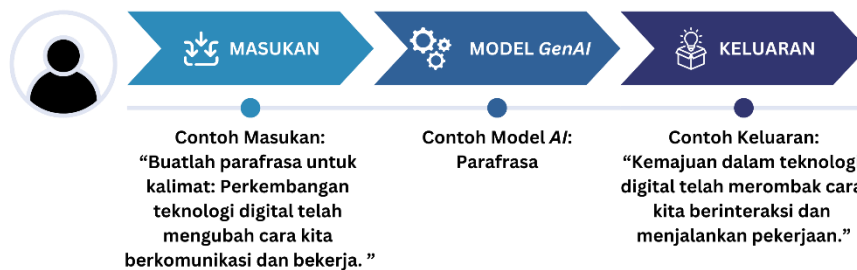 MASUKAN
MODEL GenAI
KELUARAN
Contoh Masukan:
“Buatlah parafrasa untuk
kalimat: Perkembangan
teknologi digital telah
mengubah cara kita
berkomunikasi dan bekerja. ”
Contoh Model AI:
Parafrasa
Contoh Keluaran:
“Kemajuan dalam teknologi
digital telah merombak cara
kita berinteraksi dan
menjalankan pekerjaan.”